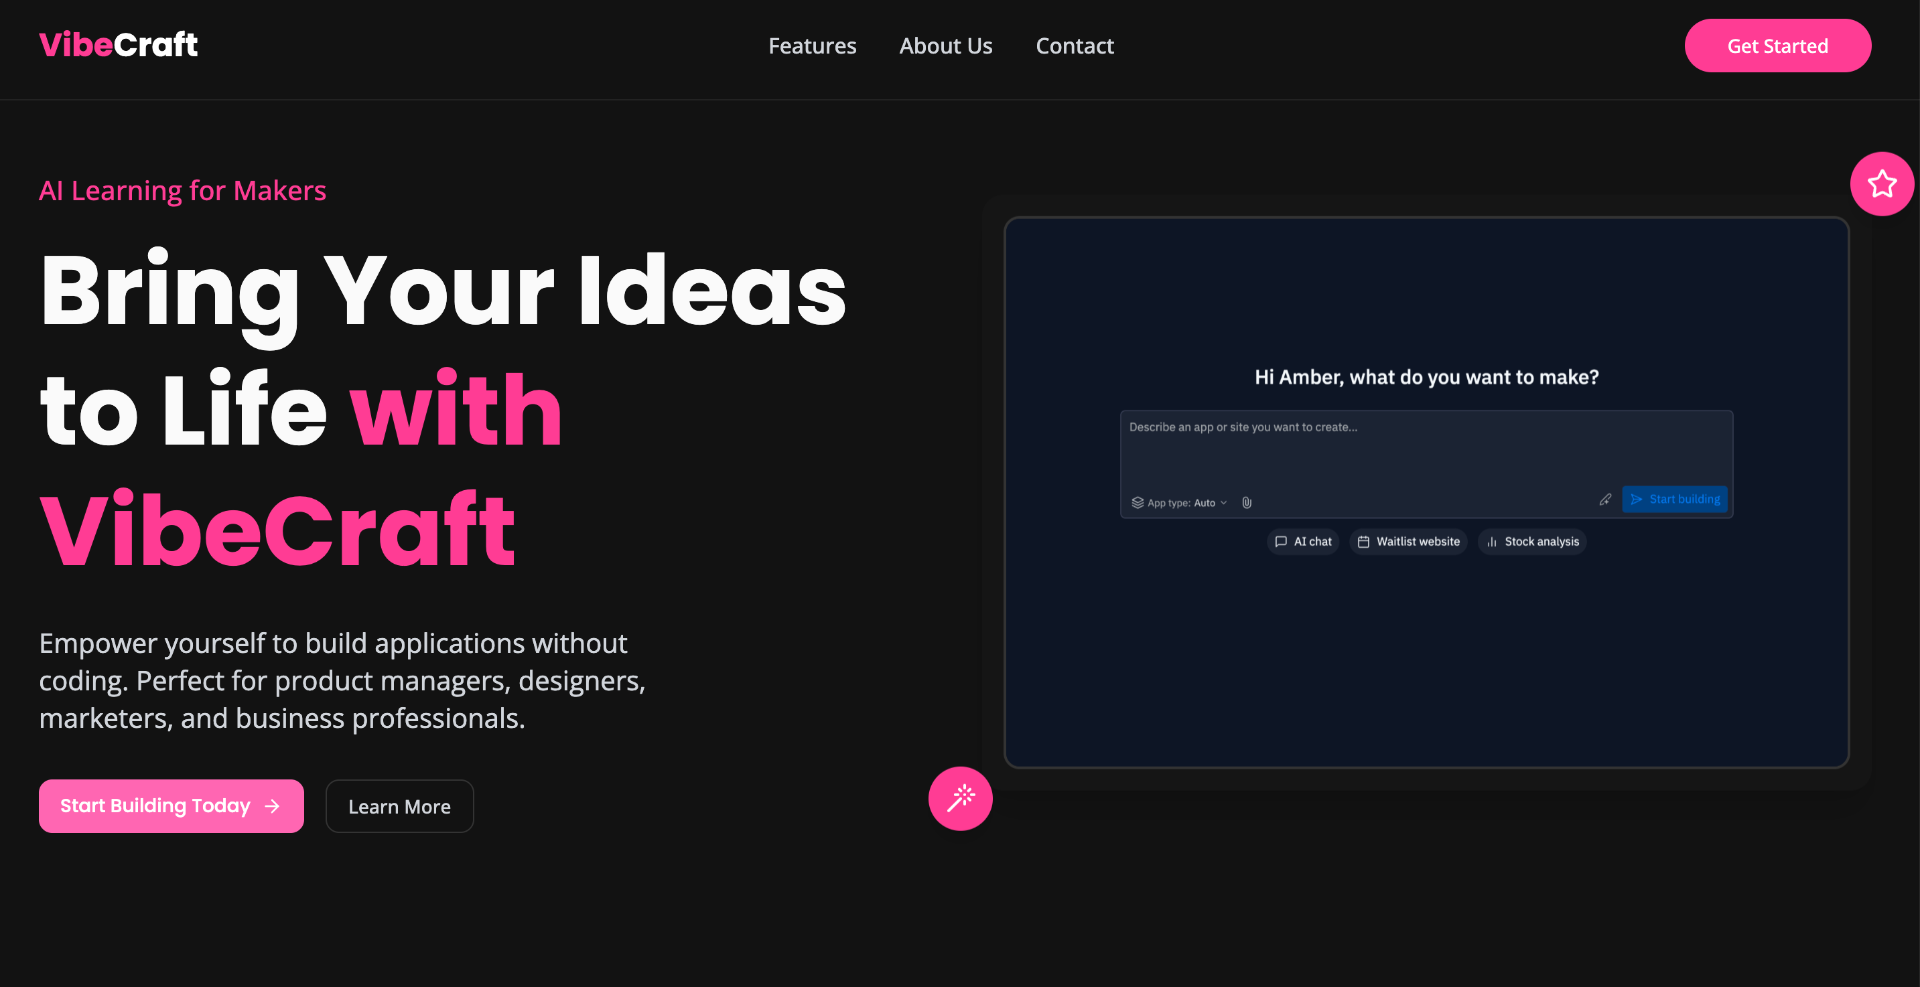 VibeCraft
Features
About Us
Contact
Get Started
AI Learning for Makers
Bring Your Ideas
to Life with
VibeCraft
Empower yourself to build applications without
coding. Perfect for product managers, designers,
marketers, and business professionals.
Start Building Today
Learn More
Hi Amber, what do you want to make?
Describe an app or site you want to create...
App type: Auto
Start building
AI chat
Waitlist website
Stock analysis